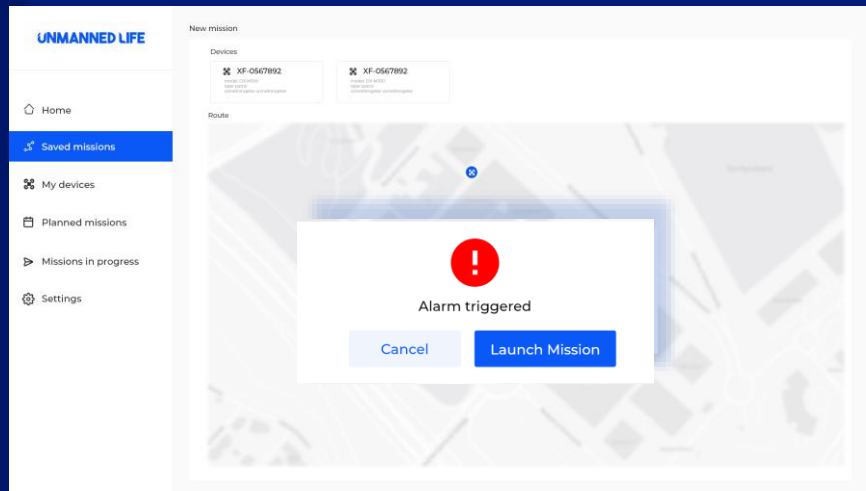 UNMANNED LIFE
Home
Saved missions
My devices
Planned missions
Missions in progress
Settings
New mission
Devices
XF-0567892
XF-0567892
Route
Alarm triggered
Cancel
Launch Mission